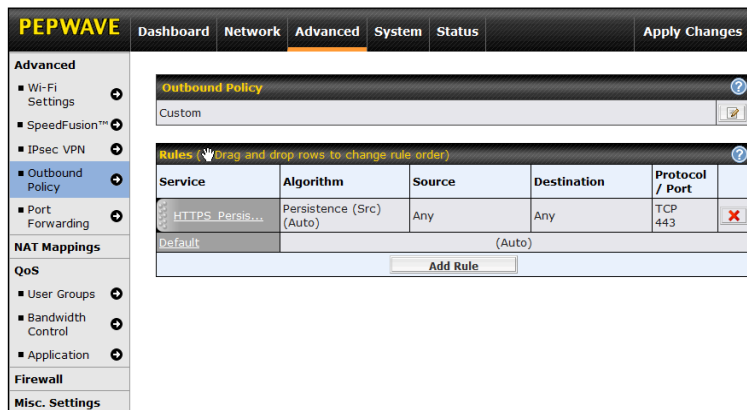 PEPWAVE
Dashboard Network Advanced System Status Apply Changes
Advanced
Wi-Fi
Settings
SpeedFusion™
IPsec VPN
Outbound
Policy
Port
Forwarding
NAT Mappings
QoS
User Groups
Bandwidth
Control
Application
Firewall
Misc. Settings
Outbound Policy
Custom
Rules ( Drag and drop rows to change rule order)
Service Algorithm Source Destination Protocol
/ Port
HTTPS_Persis... Persistence (Src)
(Auto) Any Any TCP
443
Default (Auto)
Add Rule